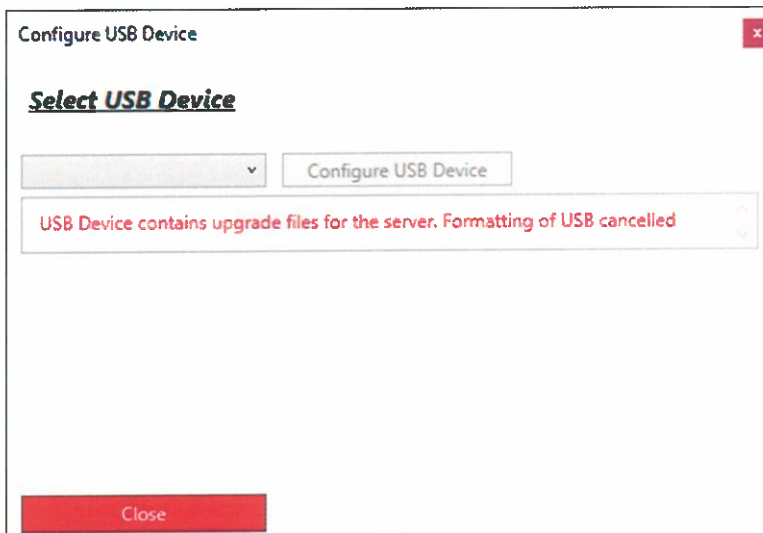 Configure USB Device
x
Select USB Device
Configure USB Device
USB Device contains upgrade files for the server. Formatting of USB cancelled
Close